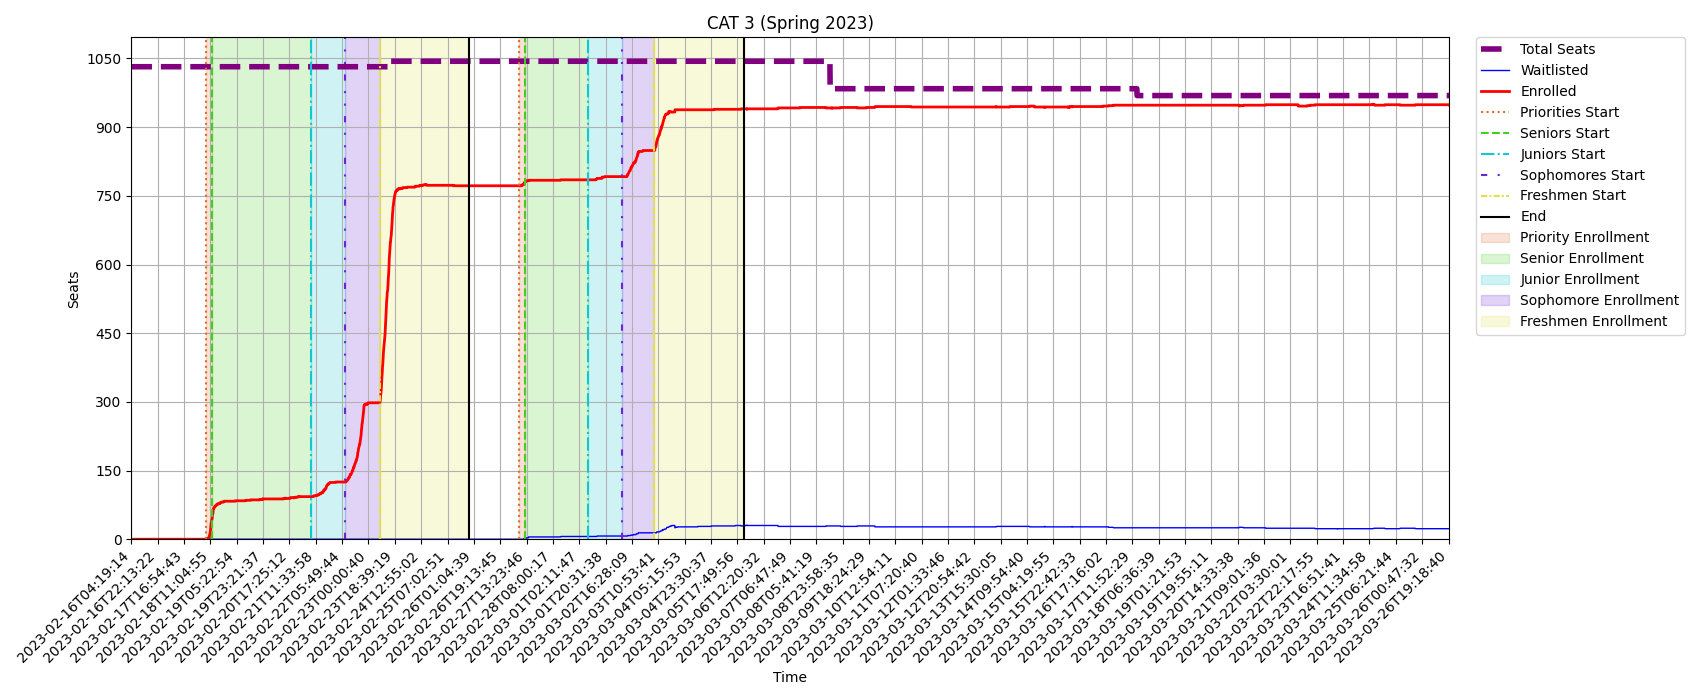 CAT 3 (Spring 2023)
Total Seats
Waitlisted
Enrolled
Priorities Start
Seniors Start
Juniors Start
Sophomores Start
Freshmen Start
End
Priority Enrollment
Senior Enrollment
Junior Enrollment
Sophomore Enrollment
Freshmen Enrollment
Seats
1050
900
750
600
450
300
150
0
2023-02-16T04:19:14
2023-02-16T22:13:22
2023-02-17T16:54:43
2023-02-18T11:04:55
2023-02-19T05:22:54
2023-02-19T23:21:37
2023-02-20T17:25:12
2023-02-21T11:33:58
2023-02-22T05:49:44
2023-02-23T00:00:40
2023-02-23T18:39:19
2023-02-24T12:55:02
2023-02-25T07:02:51
2023-02-26T01:04:39
2023-02-26T19:13:45
2023-02-27T13:23:46
2023-02-28T08:00:17
2023-03-01T02:11:47
2023-03-01T20:31:38
2023-03-02T16:28:09
2023-03-03T10:53:41
2023-03-04T05:15:53
2023-03-04T23:30:37
2023-03-05T17:49:56
2023-03-06T12:20:32
2023-03-07T06:47:49
2023-03-08T05:41:19
2023-03-08T23:58:35
2023-03-09T18:24:29
2023-03-10T12:54:11
2023-03-11T07:20:40
2023-03-12T01:33:46
2023-03-12T20:54:42
2023-03-13T15:30:05
2023-03-14T09:54:40
2023-03-15T04:19:55
2023-03-15T22:42:33
2023-03-16T17:16:02
2023-03-17T11:52:29
2023-03-18T06:36:39
2023-03-19T01:21:53
2023-03-19T19:55:11
2023-03-20T14:33:38
2023-03-21T09:01:36
2023-03-22T03:30:01
2023-03-22T22:17:55
2023-03-23T16:51:41
2023-03-24T11:34:58
2023-03-25T06:21:44
2023-03-26T00:47:32
2023-03-26T19:18:40
Time